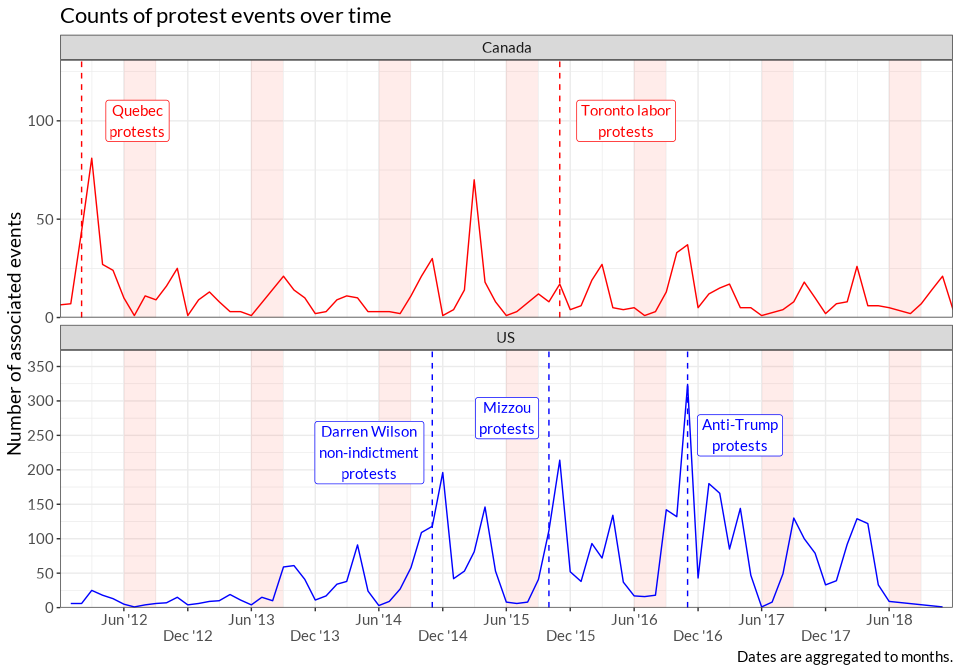 Counts of protest events over time
Canada
Number of associated events
100
50
0
Quebec
protests
Toronto labor
protests
US
350
300
250
200
150
100
50
0
Darren Wilson
non-indictment
protests
Mizzou
protests
Anti-Trump
protests
Jun '12
Dec '12
Jun '13
Dec '13
Jun '14
Dec '14
Jun '15
Dec '15
Jun '16
Dec '16
Jun '17
Dec '17
Jun '18
Dates are aggregated to months.